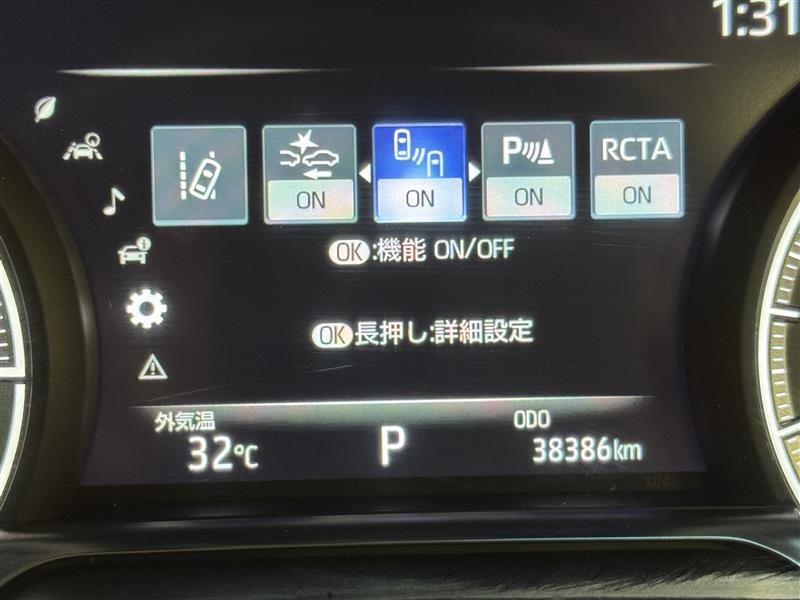 1:31
ON ON ON P ON RCTA ON
OK:機能 ON/OFF
OK長押し:詳細設定
外気温 ODO
32℃ P 38386km